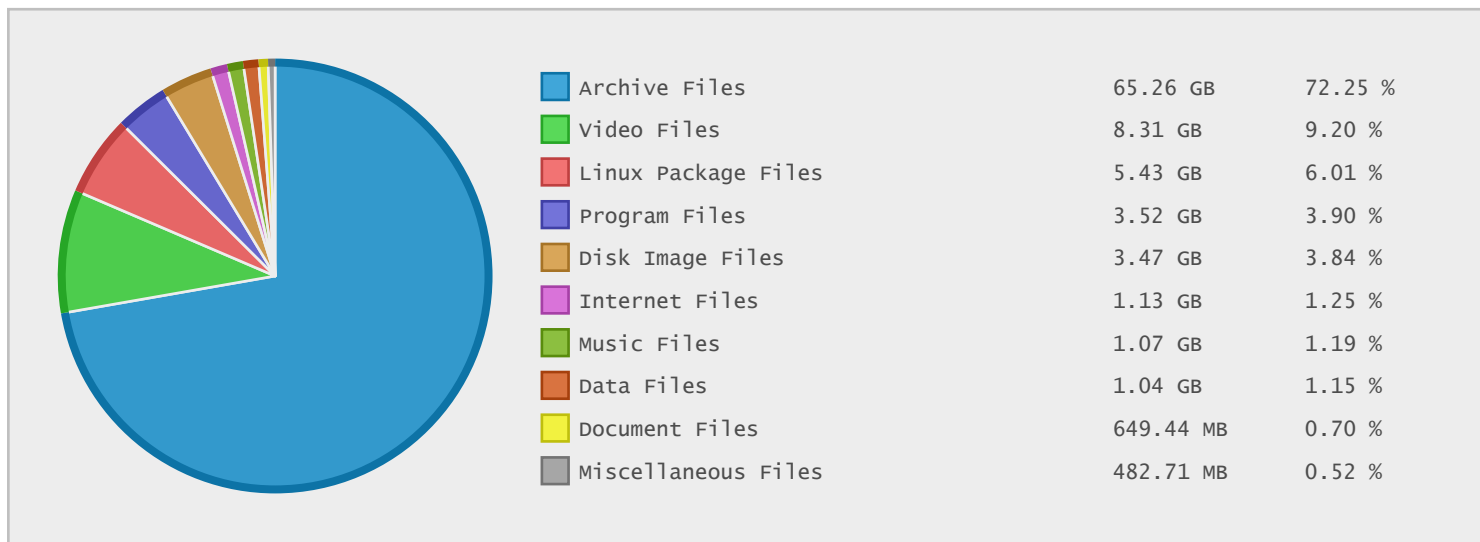 Archive Files 65.26 GB 72.25 %
Video Files 8.31 GB 9.20 %
Linux Package Files 5.43 GB 6.01 %
Program Files 3.52 GB 3.90 %
Disk Image Files 3.47 GB 3.84 %
Internet Files 1.13 GB 1.25 %
Music Files 1.07 GB 1.19 %
Data Files 1.04 GB 1.15 %
Document Files 649.44 MB 0.70 %
Miscellaneous Files 482.71 MB 0.52 %